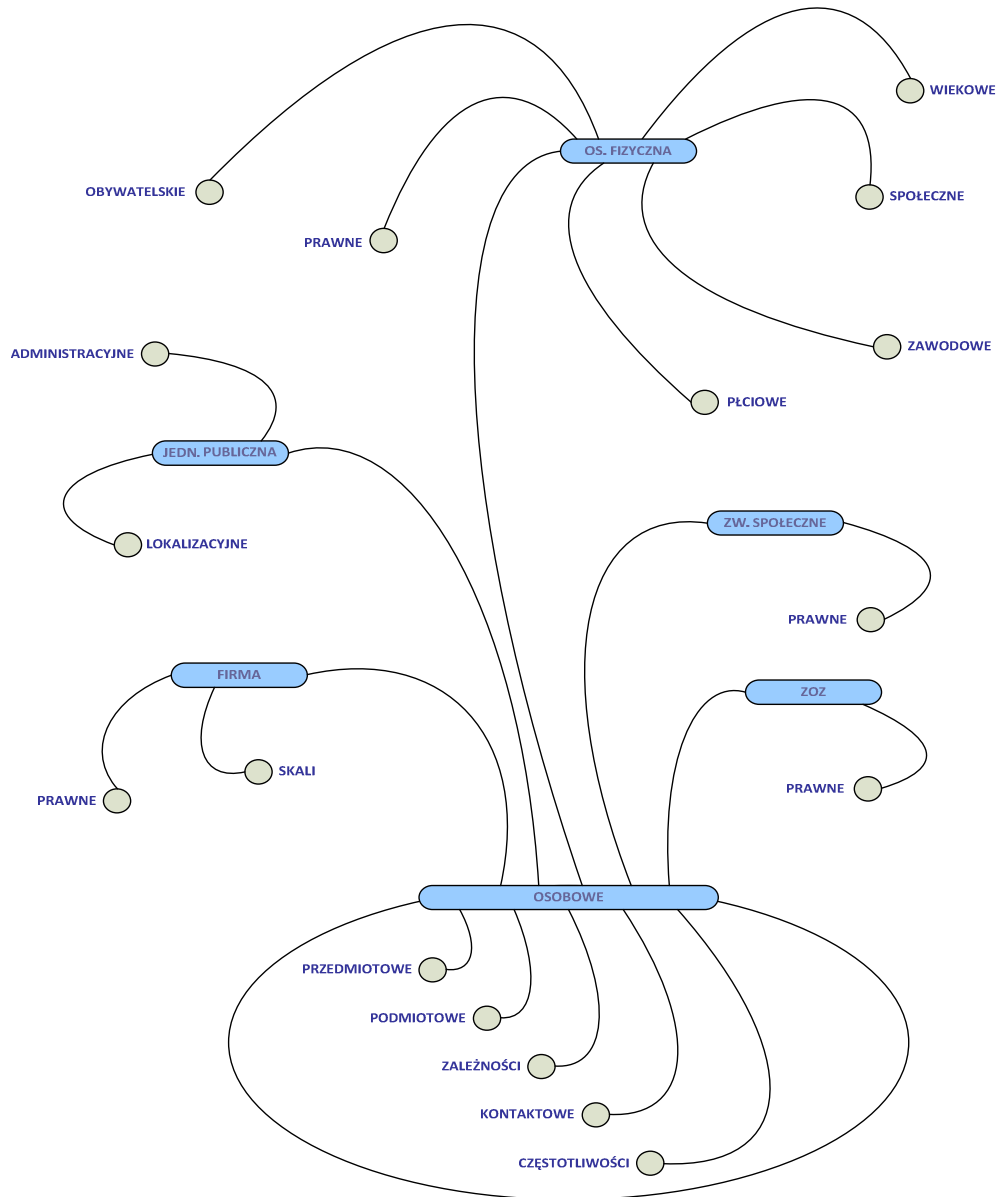 WIEKOWE
OS. FIZYCZNA
OBYWATELSKIE
SPOŁECZNE
PRAWNE
ZAWODOWE
ADMINISTRACYJNE
PŁCIOWE
JEDN. PUBLICZNA
ZW. SPOŁECZNE
LOKALIZACYJNE
PRAWNE
FIRMA
ZOZ
SKALI
PRAWNE
PRAWNE
OSOBOWE
PRZEDMIOTOWE
PODMIOTOWE
ZALEŻNOŚCI
KONTAKTOWE
CZĘSTOTLIWOŚCI